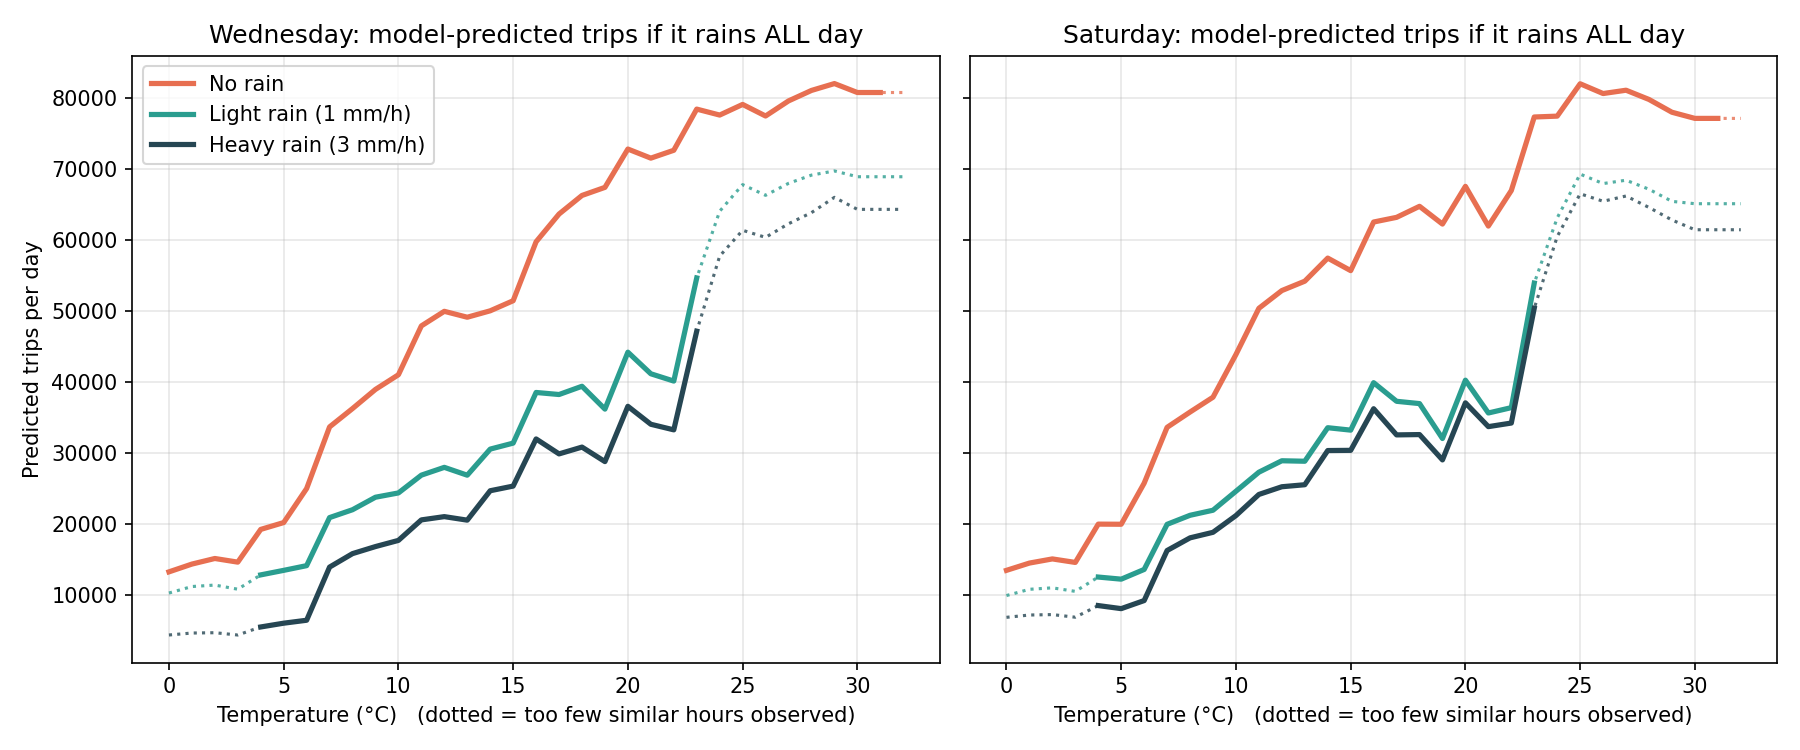 Wednesday: model-predicted trips if it rains ALL day
No rain
Light rain (1 mm/h)
Heavy rain (3 mm/h)
Predicted trips per day
80000
70000
60000
50000
40000
30000
20000
10000
0 5 10 15 20 25 30
Temperature (°C) (dotted = too few similar hours observed)
Saturday: model-predicted trips if it rains ALL day
0 5 10 15 20 25 30
Temperature (°C) (dotted = too few similar hours observed)